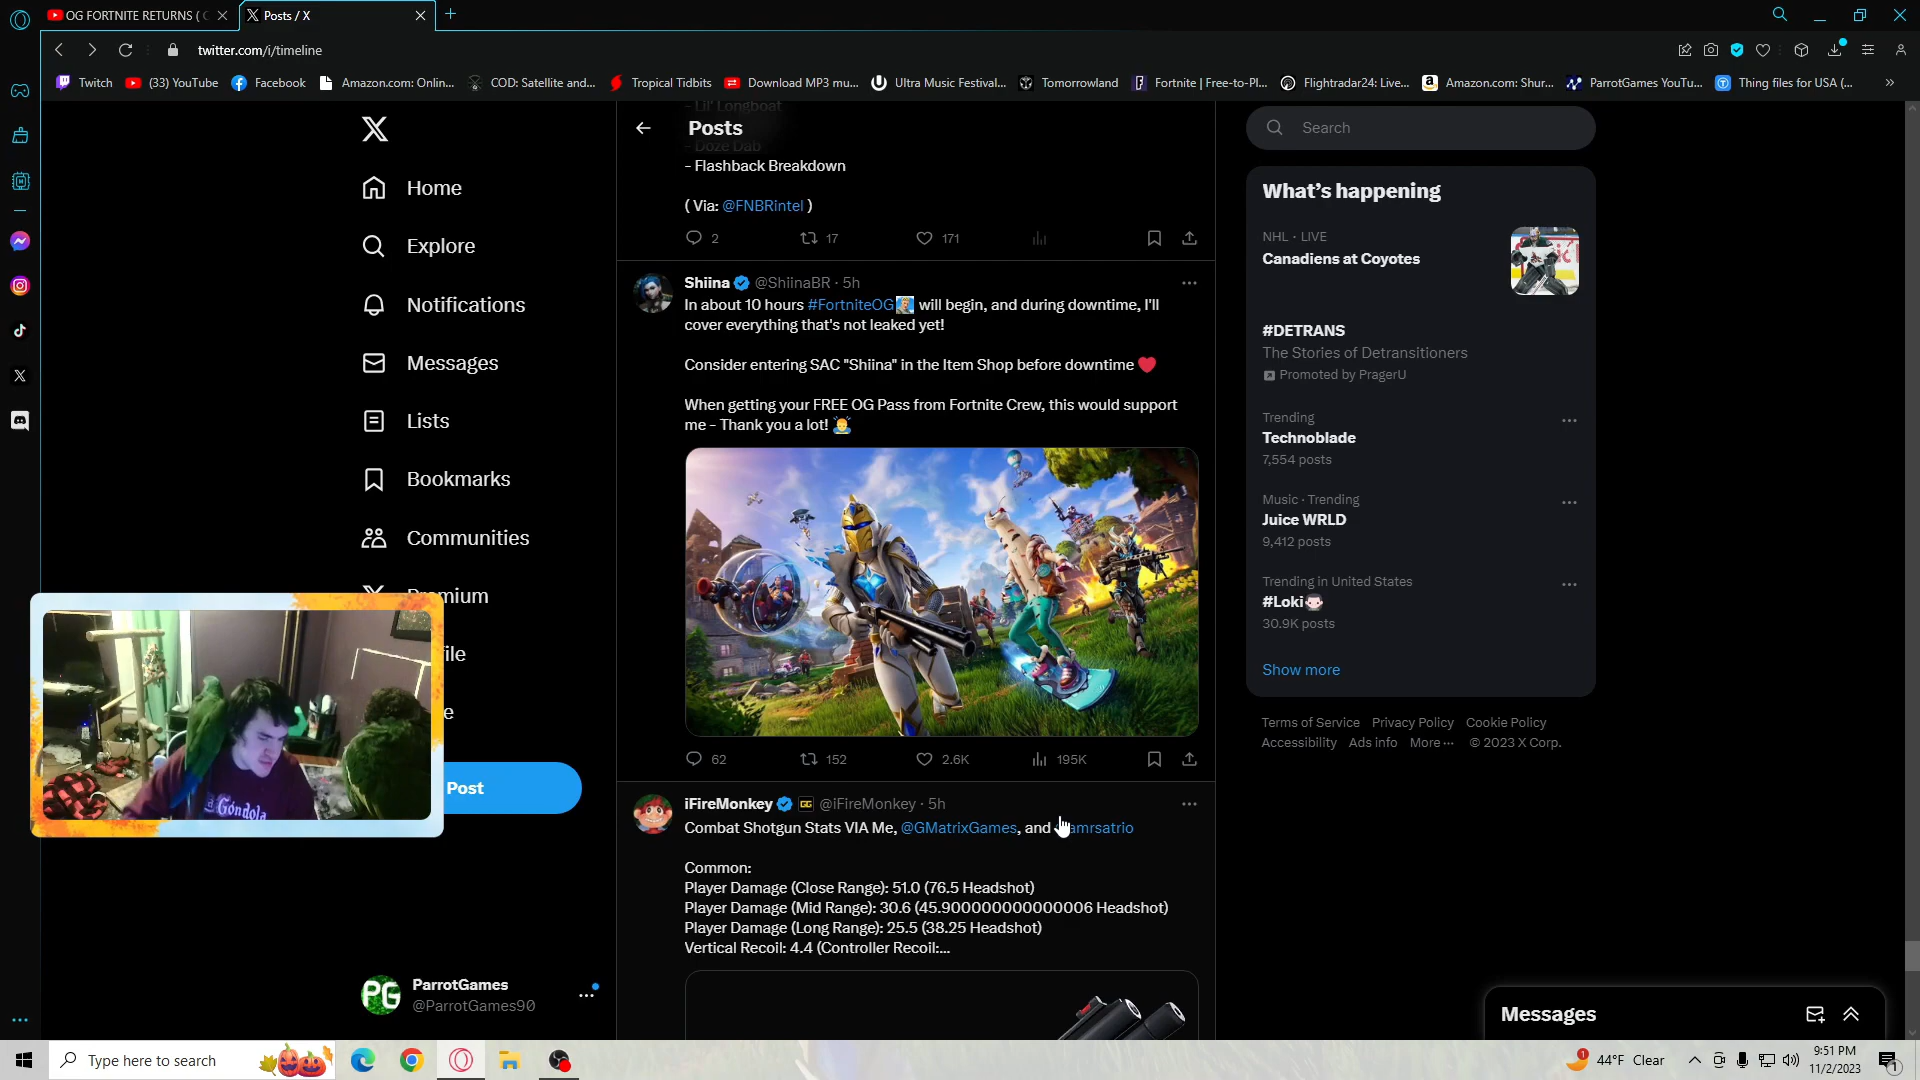 OG FORTNITE RETURNS (
Posts / X
twitter.com/i/timeline
Twitch
(33) YouTube
Facebook
Amazon.com: Onlin...
COD: Satellite and...
Tropical Tidbits
Download MP3 mu...
Ultra Music Festival...
Tomorrowland
Fortnite | Free-to-Pl...
Flightradar24: Live...
Amazon.com: Shur...
ParrotGames YouTu...
Thing files for USA (...
Home
Explore
Notifications
Messages
Lists
Bookmarks
Communities
Premium
file
e
Post
ParrotGames
@ParrotGames90
- Lil' Longboat
Posts
- Doze Dab
- Flashback Breakdown
( Via: @FNBRintel )
2 17 171
Shiina @ShiinaBR · 5h
In about 10 hours #FortniteOG will begin, and during downtime, I'll
cover everything that's not leaked yet!
Consider entering SAC "Shiina" in the Item Shop before downtime
When getting your FREE OG Pass from Fortnite Crew, this would support
me - Thank you a lot!
62 152 2.6K 195K
iFireMonkey GG @iFireMonkey · 5h
Combat Shotgun Stats VIA Me, @GMatrixGames, and amrsatrio
Common:
Player Damage (Close Range): 51.0 (76.5 Headshot)
Player Damage (Mid Range): 30.6 (45.900000000000006 Headshot)
Player Damage (Long Range): 25.5 (38.25 Headshot)
Vertical Recoil: 4.4 (Controller Recoil:...
Search
What's happening
NHL · LIVE
Canadiens at Coyotes
#DETRANS
The Stories of Detransitioners
Promoted by PragerU
Trending
Technoblade
7,554 posts
Music · Trending
Juice WRLD
9,412 posts
Trending in United States
#Loki
30.9K posts
Show more
Terms of Service Privacy Policy Cookie Policy
Accessibility Ads info More ··· © 2023 X Corp.
Messages
Góndola
PG
Type here to search
1
44°F Clear
9:51 PM
11/2/2023
1